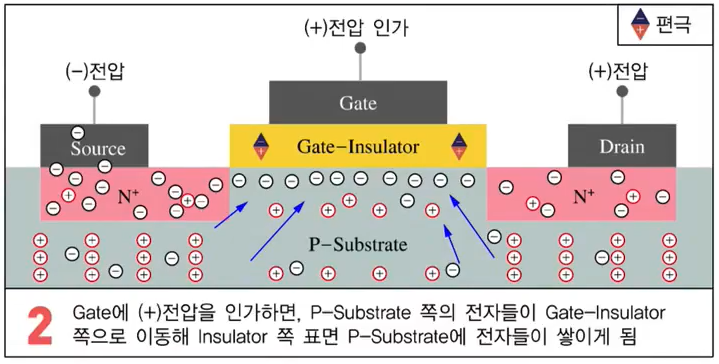 (+)전압 인가
편극
(-)전압
(+)전압
Gate
Source
Gate-Insulator
Drain
N+
N+
P-Substrate
2
Gate에 (+)전압을 인가하면, P-Substrate 쪽의 전자들이 Gate-Insulator
쪽으로 이동해 Insulator 쪽 표면 P-Substrate에 전자들이 쌓이게 됨